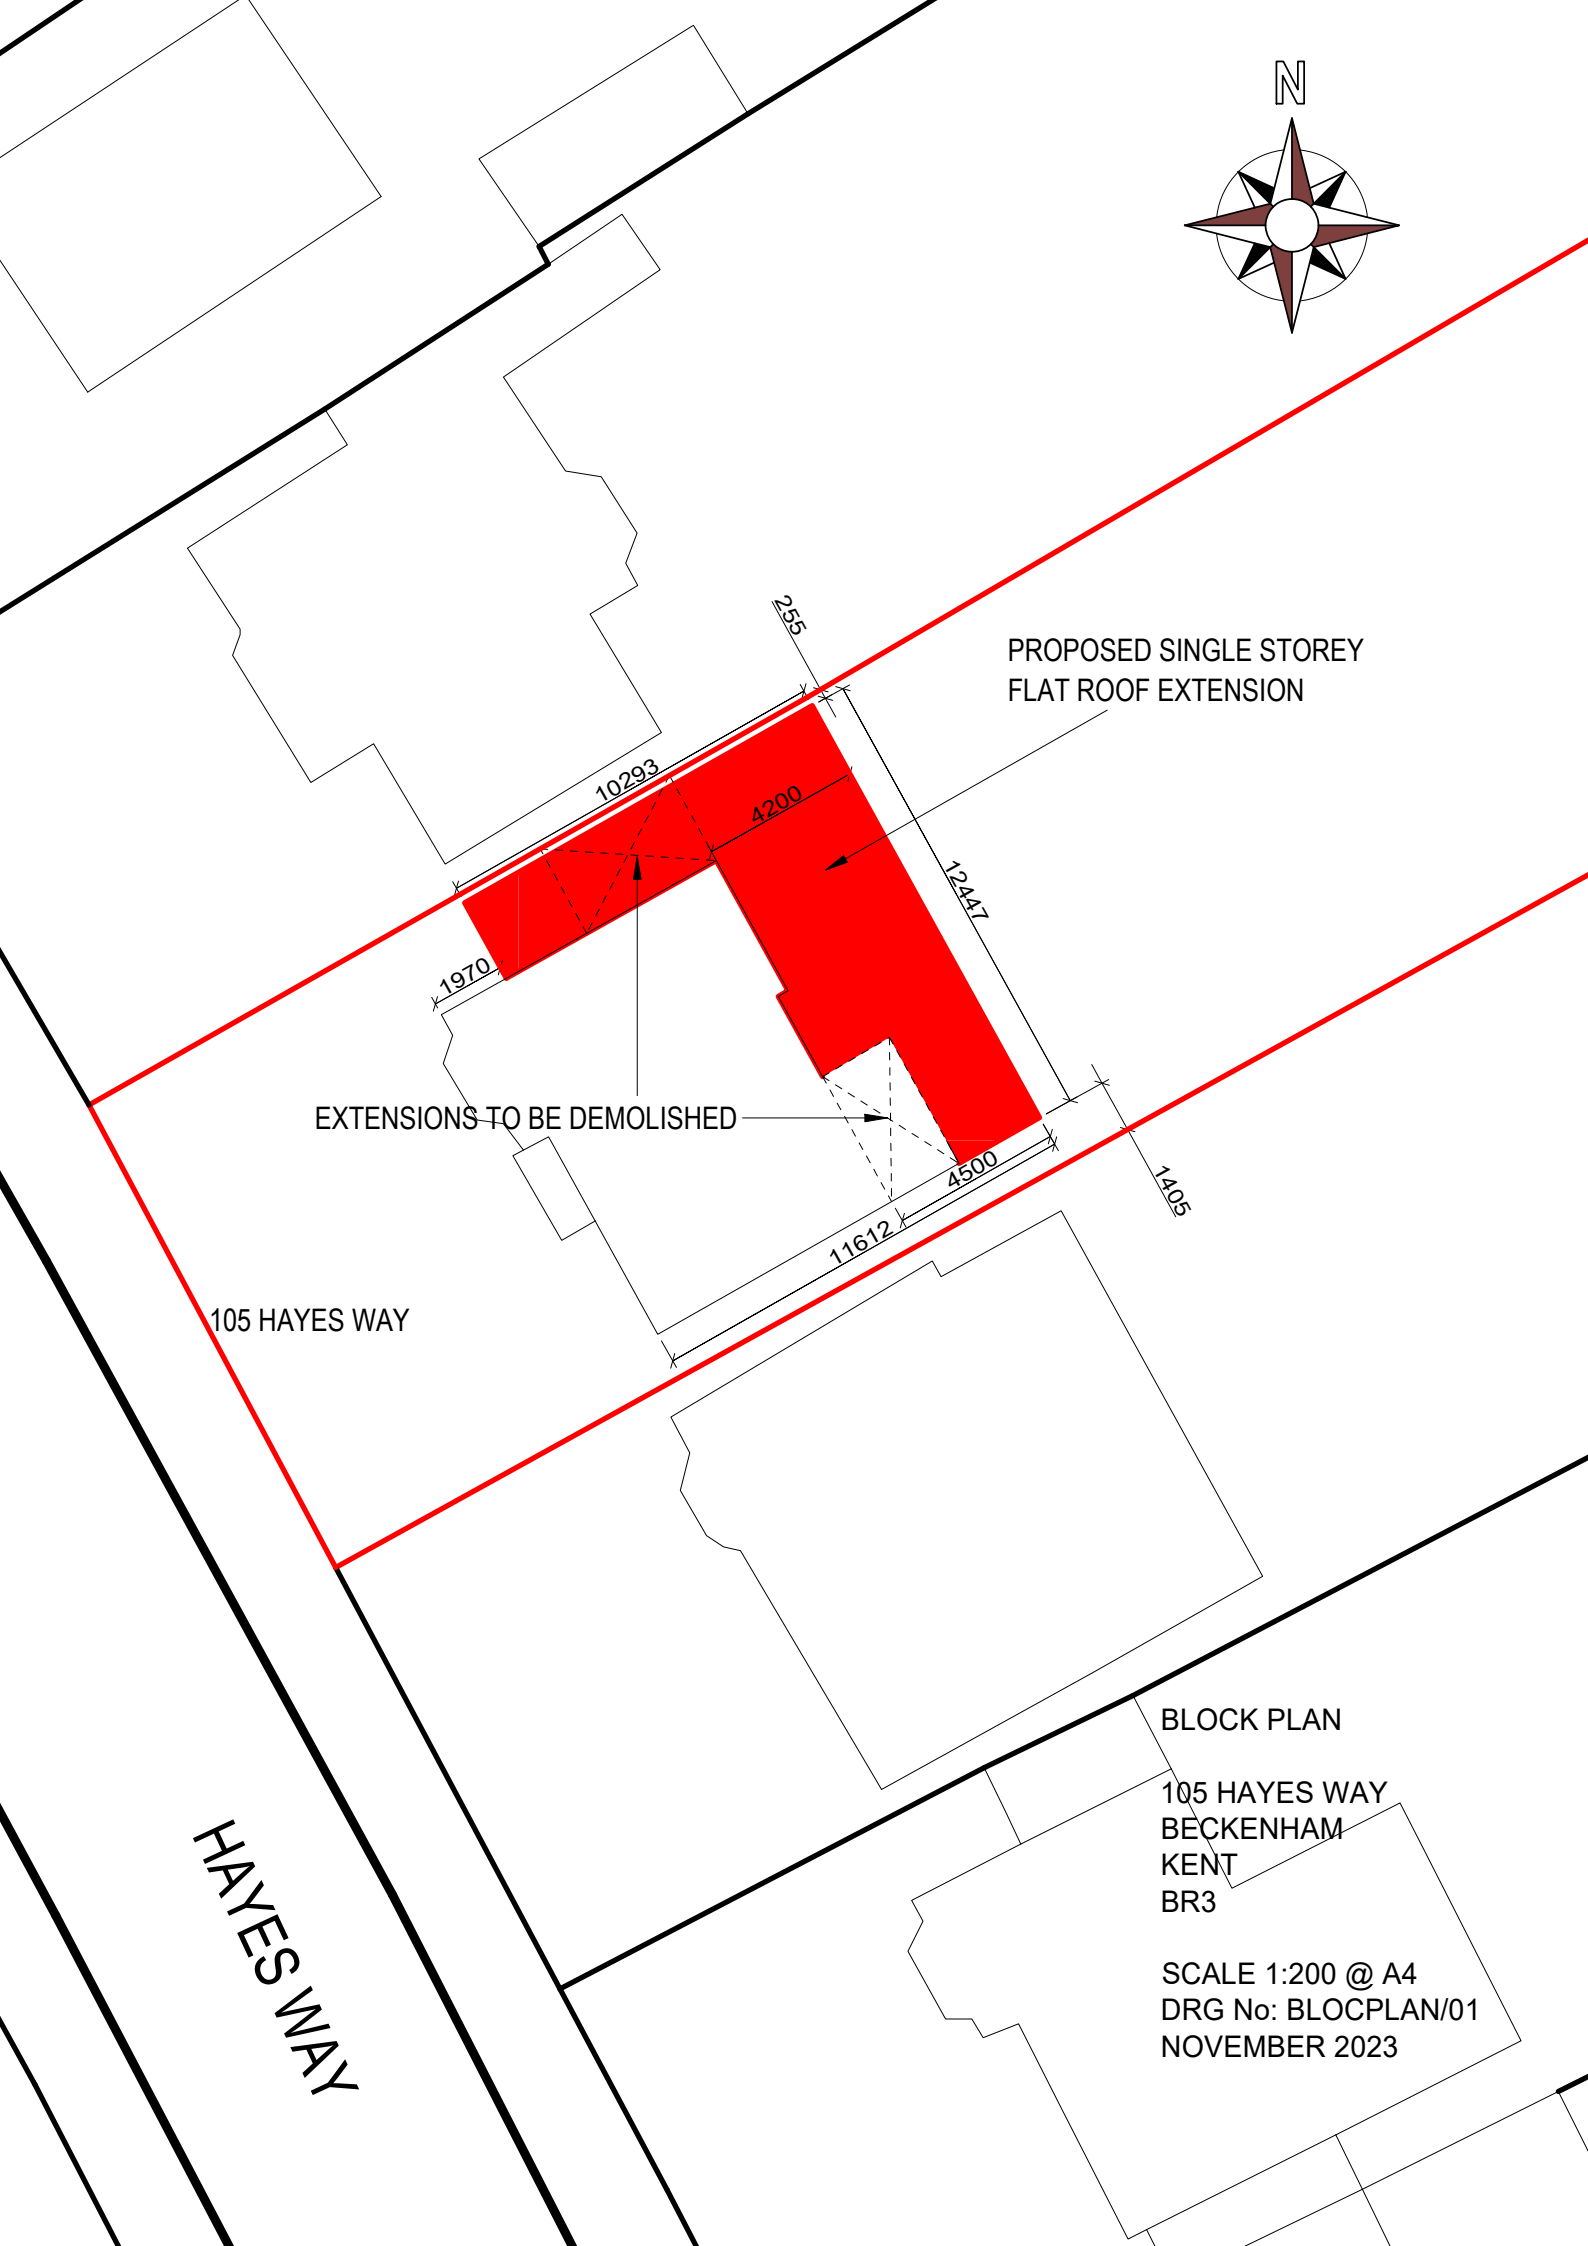 N
255
PROPOSED SINGLE STOREY
FLAT ROOF EXTENSION
10293
4200
12447
1970
EXTENSIONS TO BE DEMOLISHED
4500
1405
11612
105 HAYES WAY
HAYES WAY
BLOCK PLAN
105 HAYES WAY
BECKENHAM
KENT
BR3
SCALE 1:200 @ A4
DRG No: BLOCPLAN/01
NOVEMBER 2023